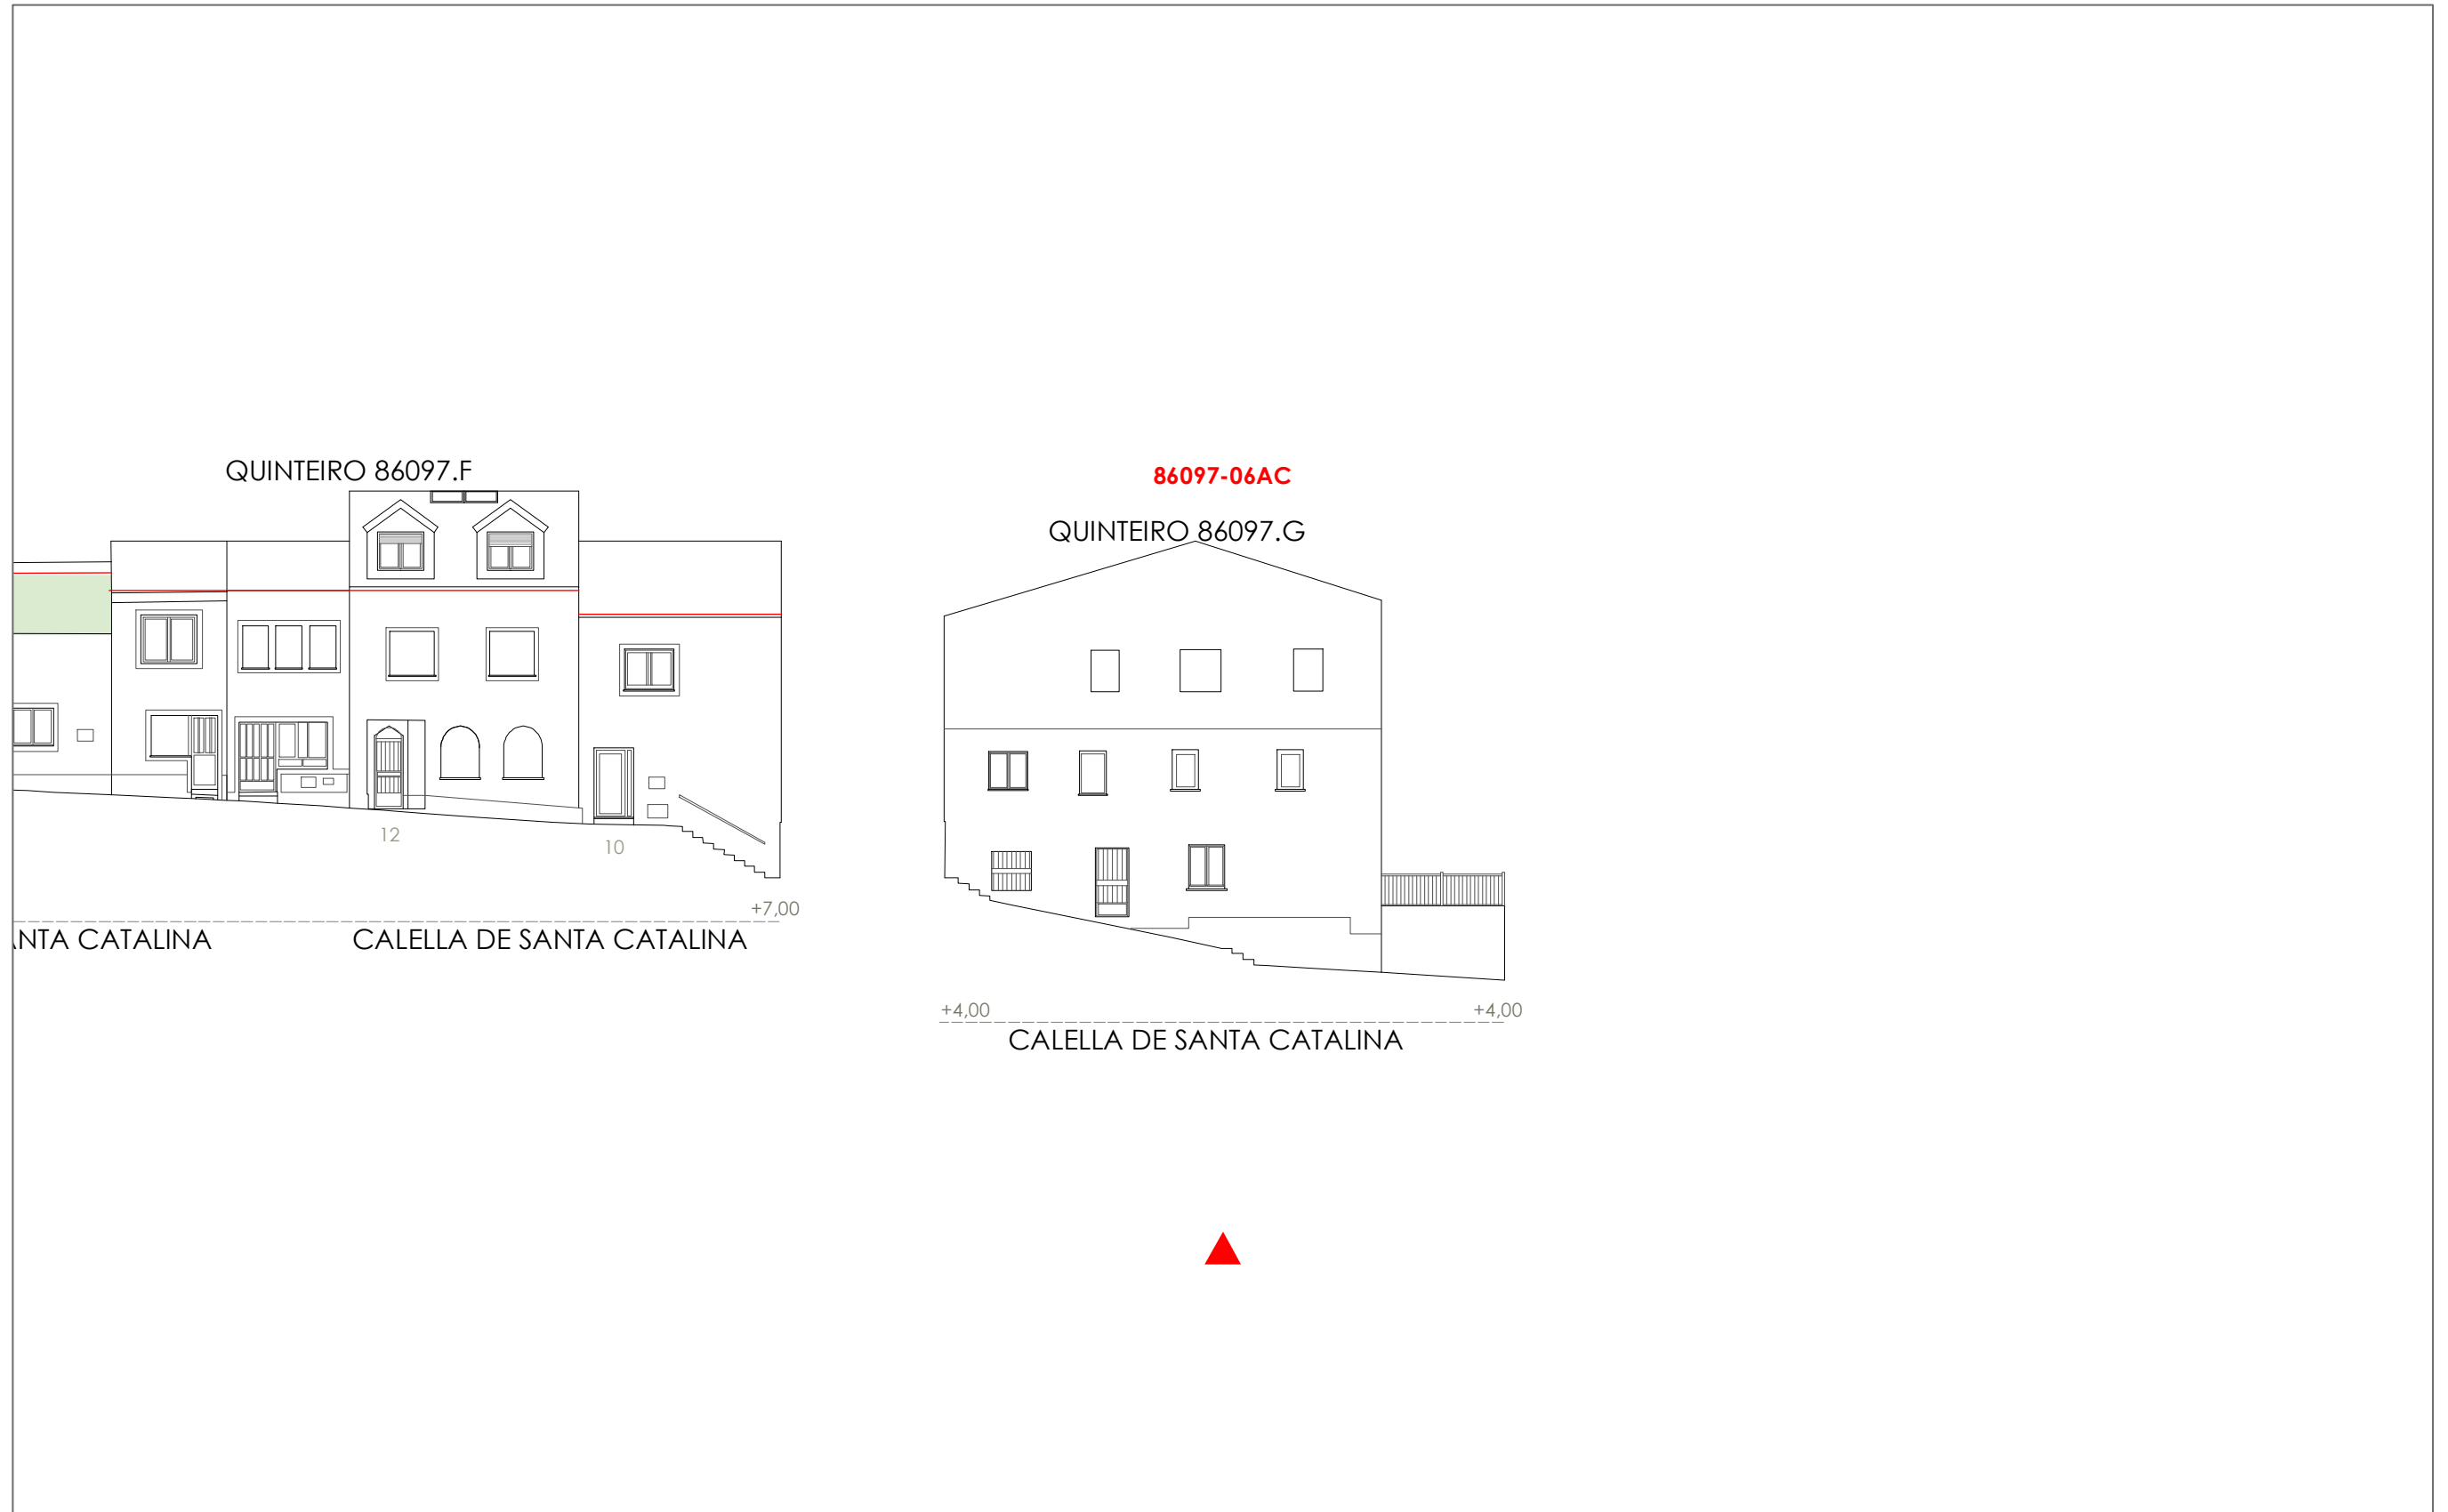 QUINTEIRO 86097.F
86097-06AC
QUINTEIRO 86097.G
12
10
+7,00
NTA CATALINA
CALELLA DE SANTA CATALINA
+4,00
+4,00
CALELLA DE SANTA CATALINA